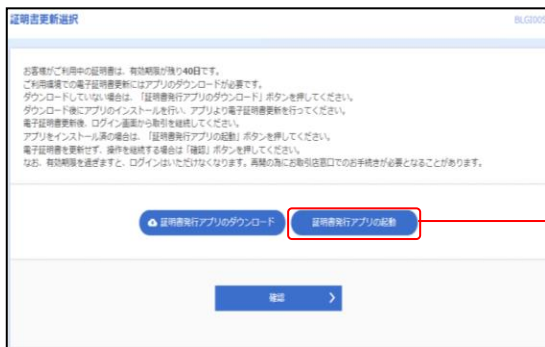 証明書更新選択
BLGI009
お客様がご利用中の証明書は、有効期限が残り40日です。
ご利用環境での電子証明書更新にはアプリのダウンロードが必要です。
ダウンロードしていない場合は、「証明書発行アプリのダウンロード」ボタンを押してください。
ダウンロード後にアプリのインストールを行い、アプリより電子証明書更新を行ってください。
電子証明書更新後、ログイン画面から取引を継続してください。
アプリをインストール済の場合は、「証明書発行アプリの起動」ボタンを押してください。
電子証明書を更新せず、操作を継続する場合は「確認」ボタンを押してください。
なお、有効期限を過ぎますと、ログインはいただけなくなります。再開の為にお取引店窓口でのお手続きが必要となることがあります。
証明書発行アプリのダウンロード 証明書発行アプリの起動
確認